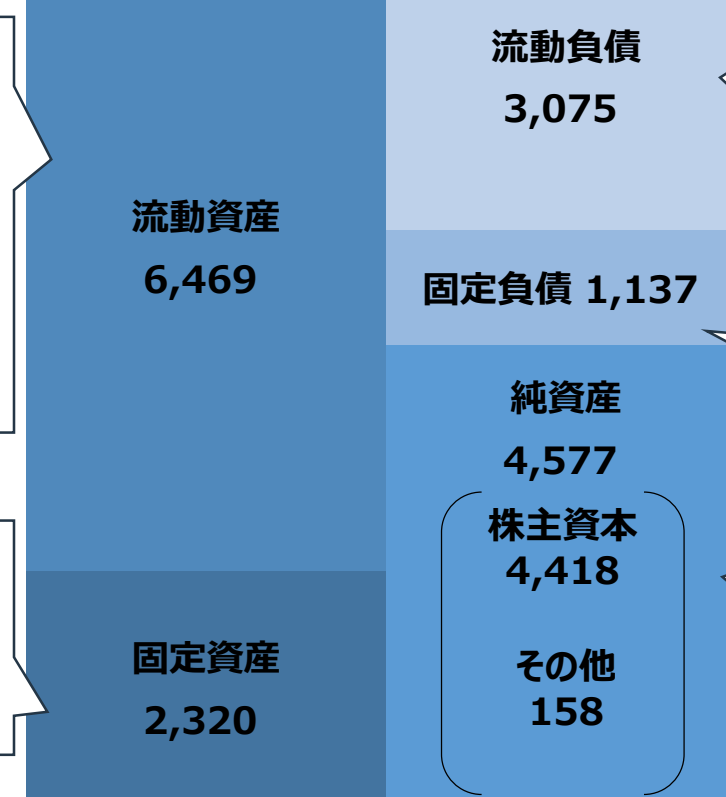 流動資産
6,469
固定資産
2,320
流動負債
3,075
固定負債 1,137
純資産
4,577
株主資本
4,418
その他
158